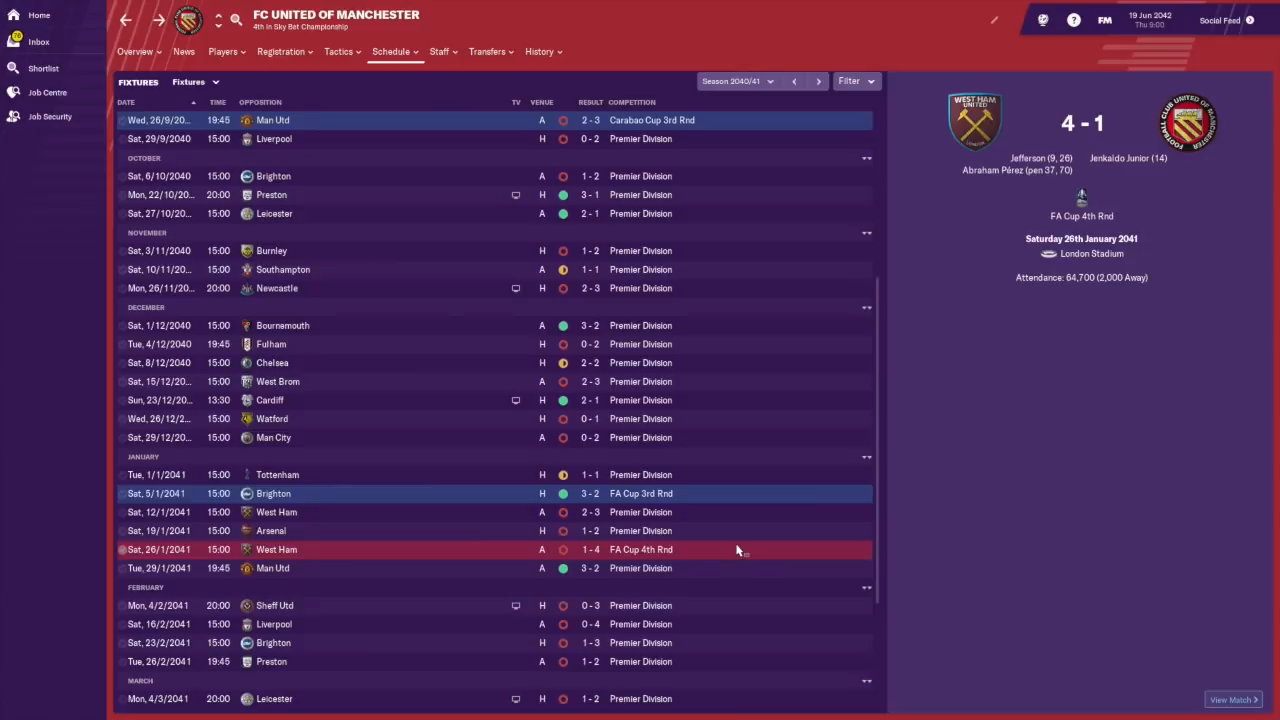 Home
76
Inbox
Shortlist
Job Centre
Job Security
FC UNITED OF MANCHESTER
4th in Sky Bet Championship
FM
19 Jun 2042
Thu 9:00
Social Feed
Overview News Players Registration Tactics Schedule Staff Transfers History
FIXTURES Fixtures Season 2040/41 Filter
DATE TIME OPPOSITION TV VENUE RESULT COMPETITION
Wed, 26/9/20... 19:45 Man Utd A 2 - 3 Carabao Cup 3rd Rnd
Sat, 29/9/2040 15:00 Liverpool H 0 - 2 Premier Division
OCTOBER
Sat, 6/10/2040 15:00 Brighton A 1 - 2 Premier Division
Mon, 22/10/20... 20:00 Preston H 3 - 1 Premier Division
Sat, 27/10/20... 15:00 Leicester A 2 - 1 Premier Division
NOVEMBER
Sat, 3/11/2040 15:00 Burnley H 1 - 2 Premier Division
Sat, 10/11/20... 15:00 Southampton A 1 - 1 Premier Division
Mon, 26/11/20... 20:00 Newcastle H 2 - 3 Premier Division
DECEMBER
Sat, 1/12/2040 15:00 Bournemouth A 3 - 2 Premier Division
Tue, 4/12/2040 19:45 Fulham H 0 - 2 Premier Division
Sat, 8/12/2040 15:00 Chelsea H 2 - 2 Premier Division
Sat, 15/12/20... 15:00 West Brom A 2 - 3 Premier Division
Sun, 23/12/20... 13:30 Cardiff H 2 - 1 Premier Division
Wed, 26/12/2... 15:00 Watford H 0 - 1 Premier Division
Sat, 29/12/20... 15:00 Man City A 0 - 2 Premier Division
JANUARY
Tue, 1/1/2041 15:00 Tottenham H 1 - 1 Premier Division
Sat, 5/1/2041 15:00 Brighton H 3 - 2 FA Cup 3rd Rnd
Sat, 12/1/2041 15:00 West Ham A 2 - 3 Premier Division
Sat, 19/1/2041 15:00 Arsenal H 1 - 2 Premier Division
Sat, 26/1/2041 15:00 West Ham A 1 - 4 FA Cup 4th Rnd
Tue, 29/1/2041 19:45 Man Utd A 3 - 2 Premier Division
FEBRUARY
Mon, 4/2/2041 20:00 Sheff Utd H 0 - 3 Premier Division
Sat, 16/2/2041 15:00 Liverpool A 0 - 4 Premier Division
Sat, 23/2/2041 15:00 Brighton H 1 - 3 Premier Division
Tue, 26/2/2041 19:45 Preston A 1 - 2 Premier Division
MARCH
Mon, 4/3/2041 20:00 Leicester H 1 - 2 Premier Division
WEST HAM
UNITED
4 - 1
Jefferson (9, 26) Jenkaldo Junior (14)
Abraham Pérez (pen 37, 70)
FA Cup 4th Rnd
Saturday 26th January 2041
London Stadium
Attendance: 64,700 (2,000 Away)
View Match